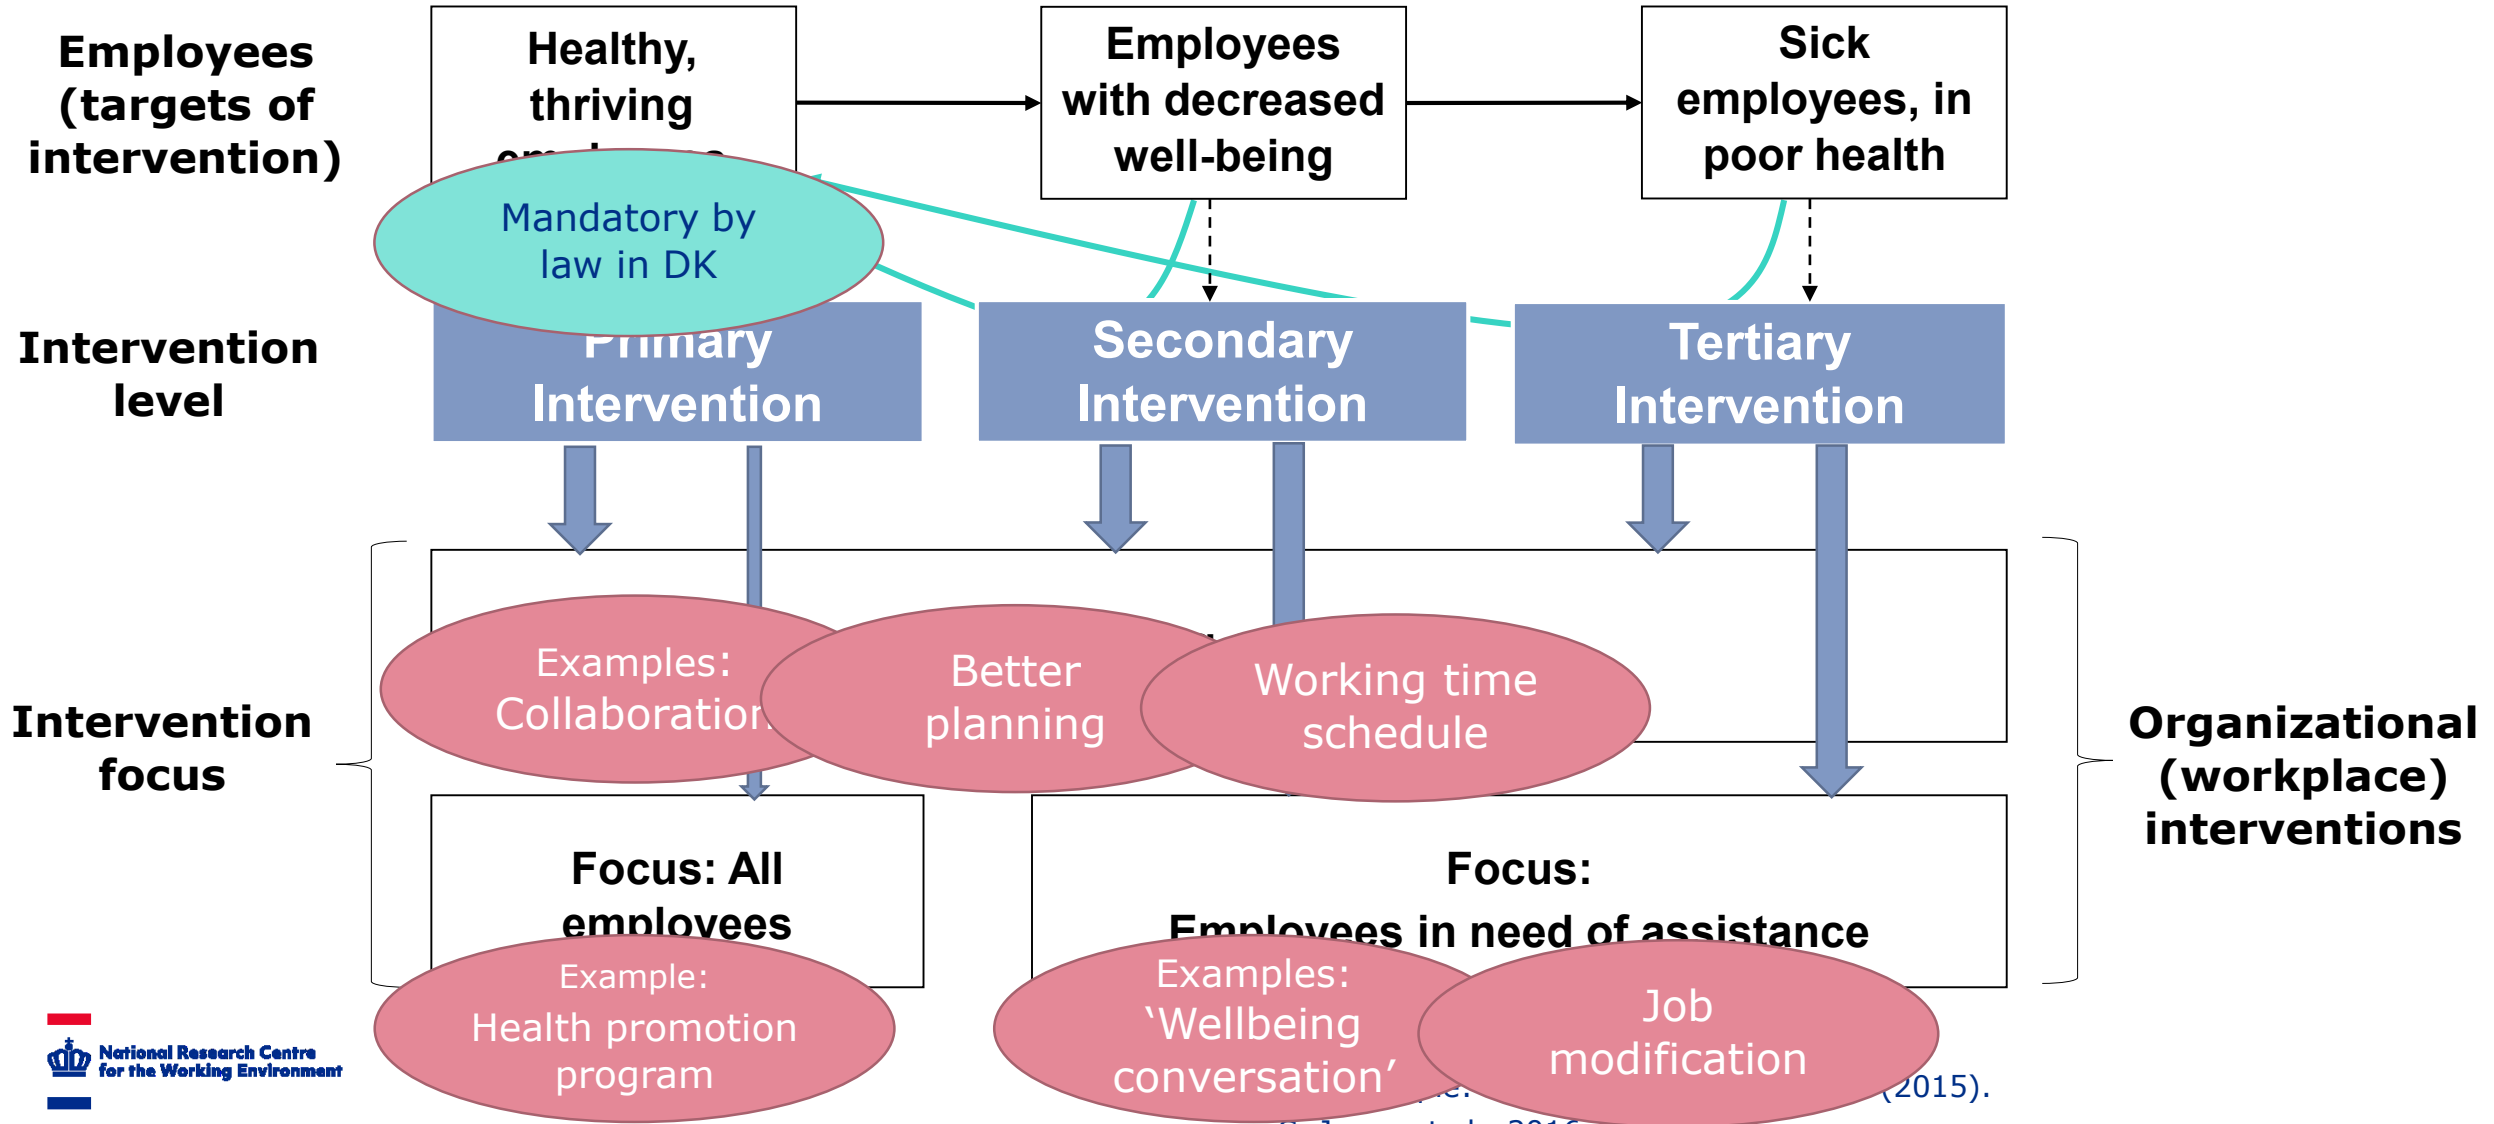 Employees
(targets of
intervention)
Healthy,
thriving
Employees
with decreased
well-being
Sick
employees, in
poor health
Mandatory by
law in DK
Intervention
level
Primary
Intervention
Secondary
Intervention
Tertiary
Intervention
Intervention
focus
Examples:
Collaboration
Better
planning
Working time
schedule
Organizational
(workplace)
interventions
Focus: All
employees
Focus:
Employees in need of assistance
Example:
Health promotion
program
Examples:
‘Wellbeing
conversation’
Job
modification
(2015).
National Research Centre
for the Working Environment